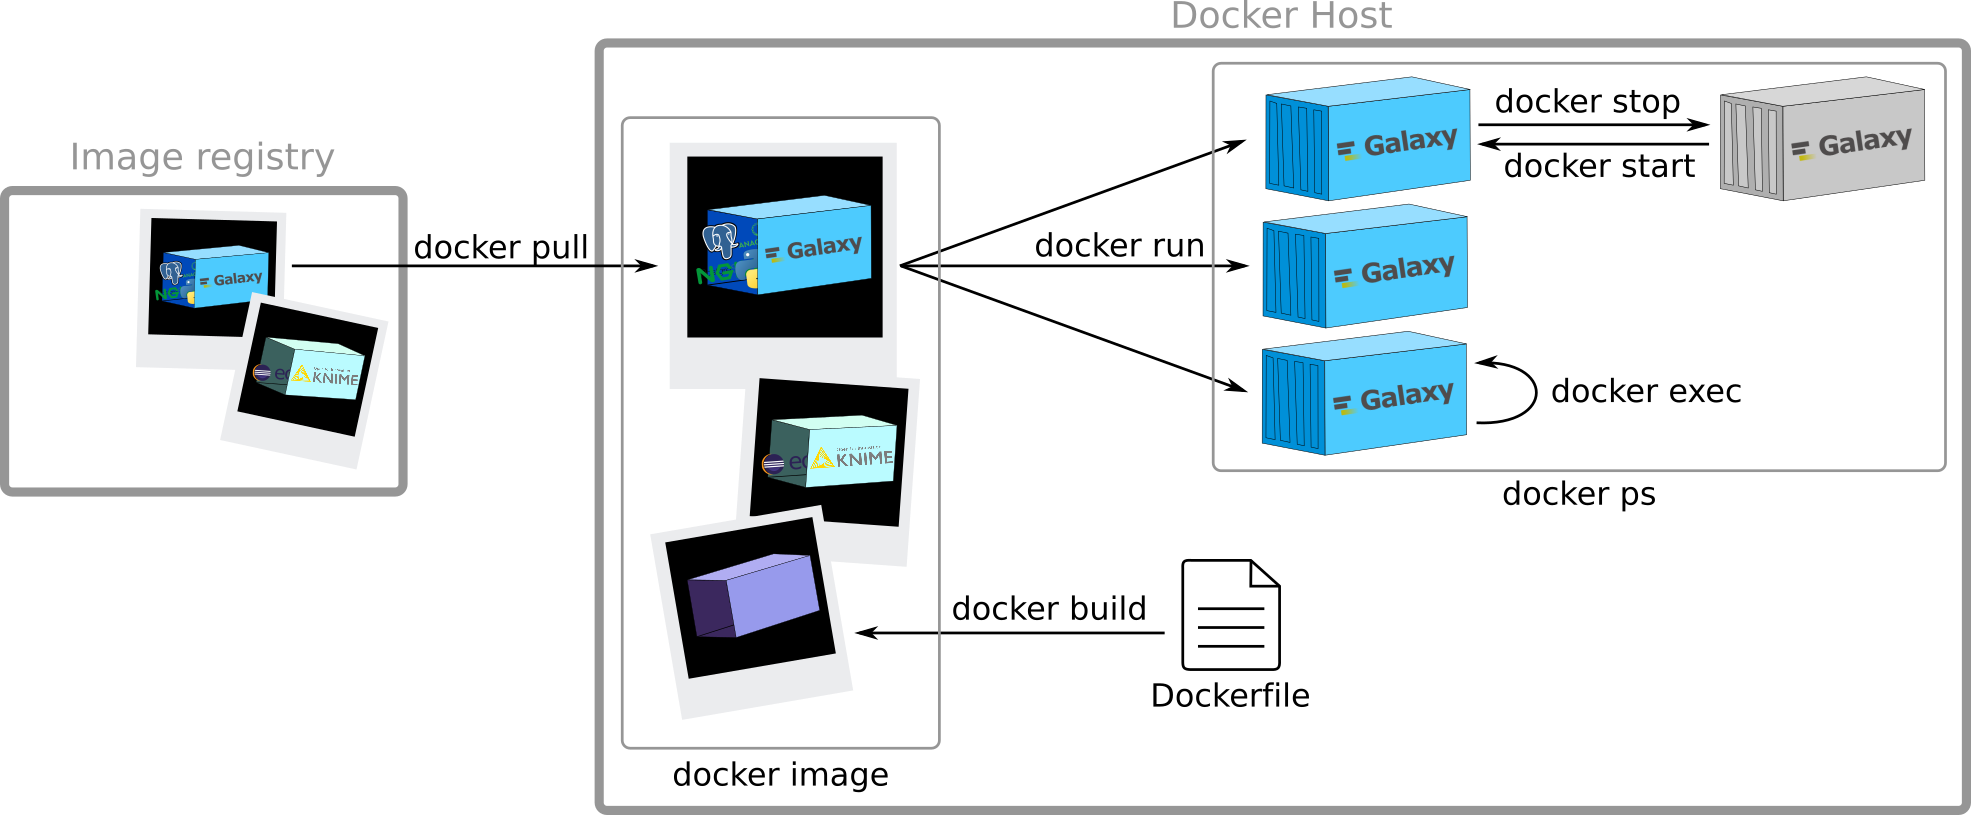 Docker Host
Image registry
Galaxy
NG
KNIME
docker pull
NG
Galaxy
KNIME
docker image
docker run
Galaxy
docker stop
docker start
Galaxy
Galaxy
Galaxy
docker exec
docker ps
docker build
Dockerfile